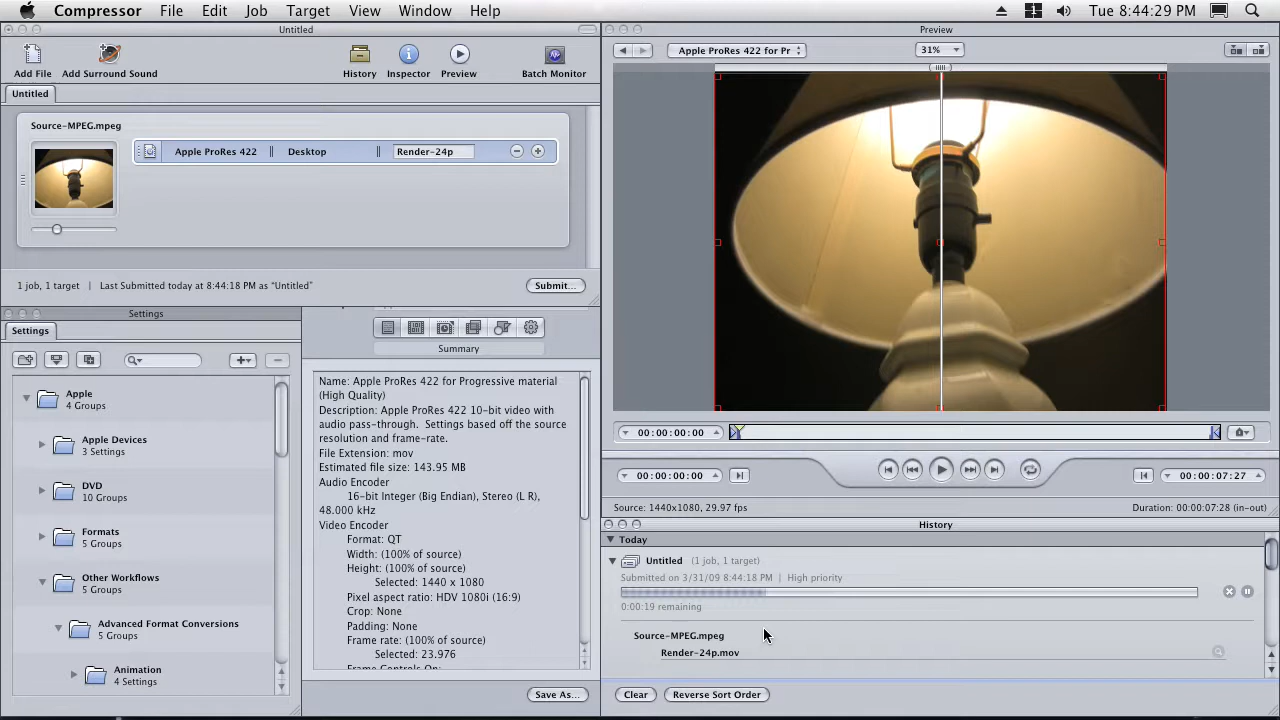 Compressor File Edit Job Target View Window Help
1 Tue 8:44:29 PM
Untitled
Add File Add Surround Sound History Inspector Preview Batch Monitor
Untitled
Source-MPEG.mpeg
Apple ProRes 422 Desktop Render-24p
1 job, 1 target | Last Submitted today at 8:44:18 PM as "Untitled"
Submit...
Settings
Settings
Apple
4 Groups
Apple Devices
3 Settings
DVD
10 Groups
Formats
5 Groups
Other Workflows
5 Groups
Advanced Format Conversions
5 Groups
Animation
4 Settings
Summary
Name: Apple ProRes 422 for Progressive material
(High Quality)
Description: Apple ProRes 422 10-bit video with
audio pass-through. Settings based off the source
resolution and frame-rate.
File Extension: mov
Estimated file size: 143.95 MB
Audio Encoder
16-bit Integer (Big Endian), Stereo (L R),
48.000 kHz
Video Encoder
Format: QT
Width: (100% of source)
Height: (100% of source)
Selected: 1440 x 1080
Pixel aspect ratio: HDV 1080i (16:9)
Crop: None
Padding: None
Frame rate: (100% of source)
Selected: 23.976
Frame Controls On:
Save As...
Preview
Apple ProRes 422 for Pr
31%
00:00:00:00
00:00:00:00
00:00:07:27
Source: 1440x1080, 29.97 fps
Duration: 00:00:07:28 (in-out)
History
Today
Untitled (1 job, 1 target)
Submitted on 3/31/09 8:44:18 PM | High priority
0:00:19 remaining
Source-MPEG.mpeg
Render-24p.mov
Clear
Reverse Sort Order